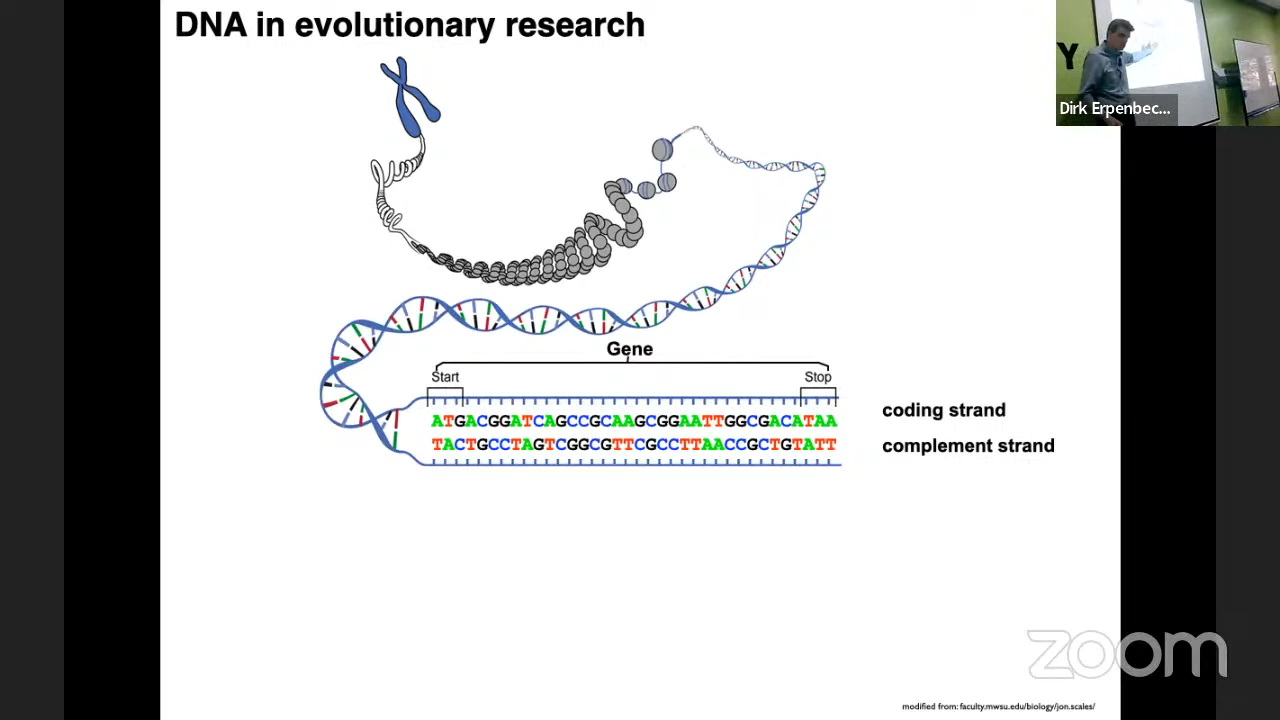 DNA in evolutionary research
Y
Dirk Erpenbec...
Gene
Start
Stop
ATGACGGATCAGCCGCAAGCGGAATTGGCGACATAA
coding strand
TACTGCCTAGTCGGCGTTCGCCTTAACCGCTGTATT
complement strand
zoom
modified from: faculty.mwsu.edu/biology/jon.scales/